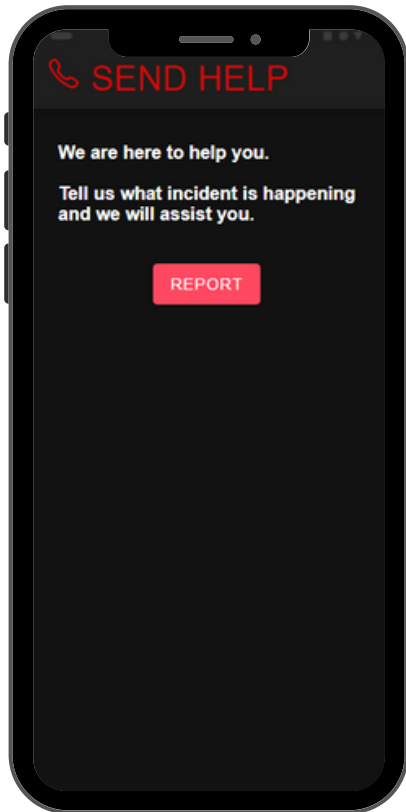 SEND HELP
We are here to help you.
Tell us what incident is happening
and we will assist you.
REPORT